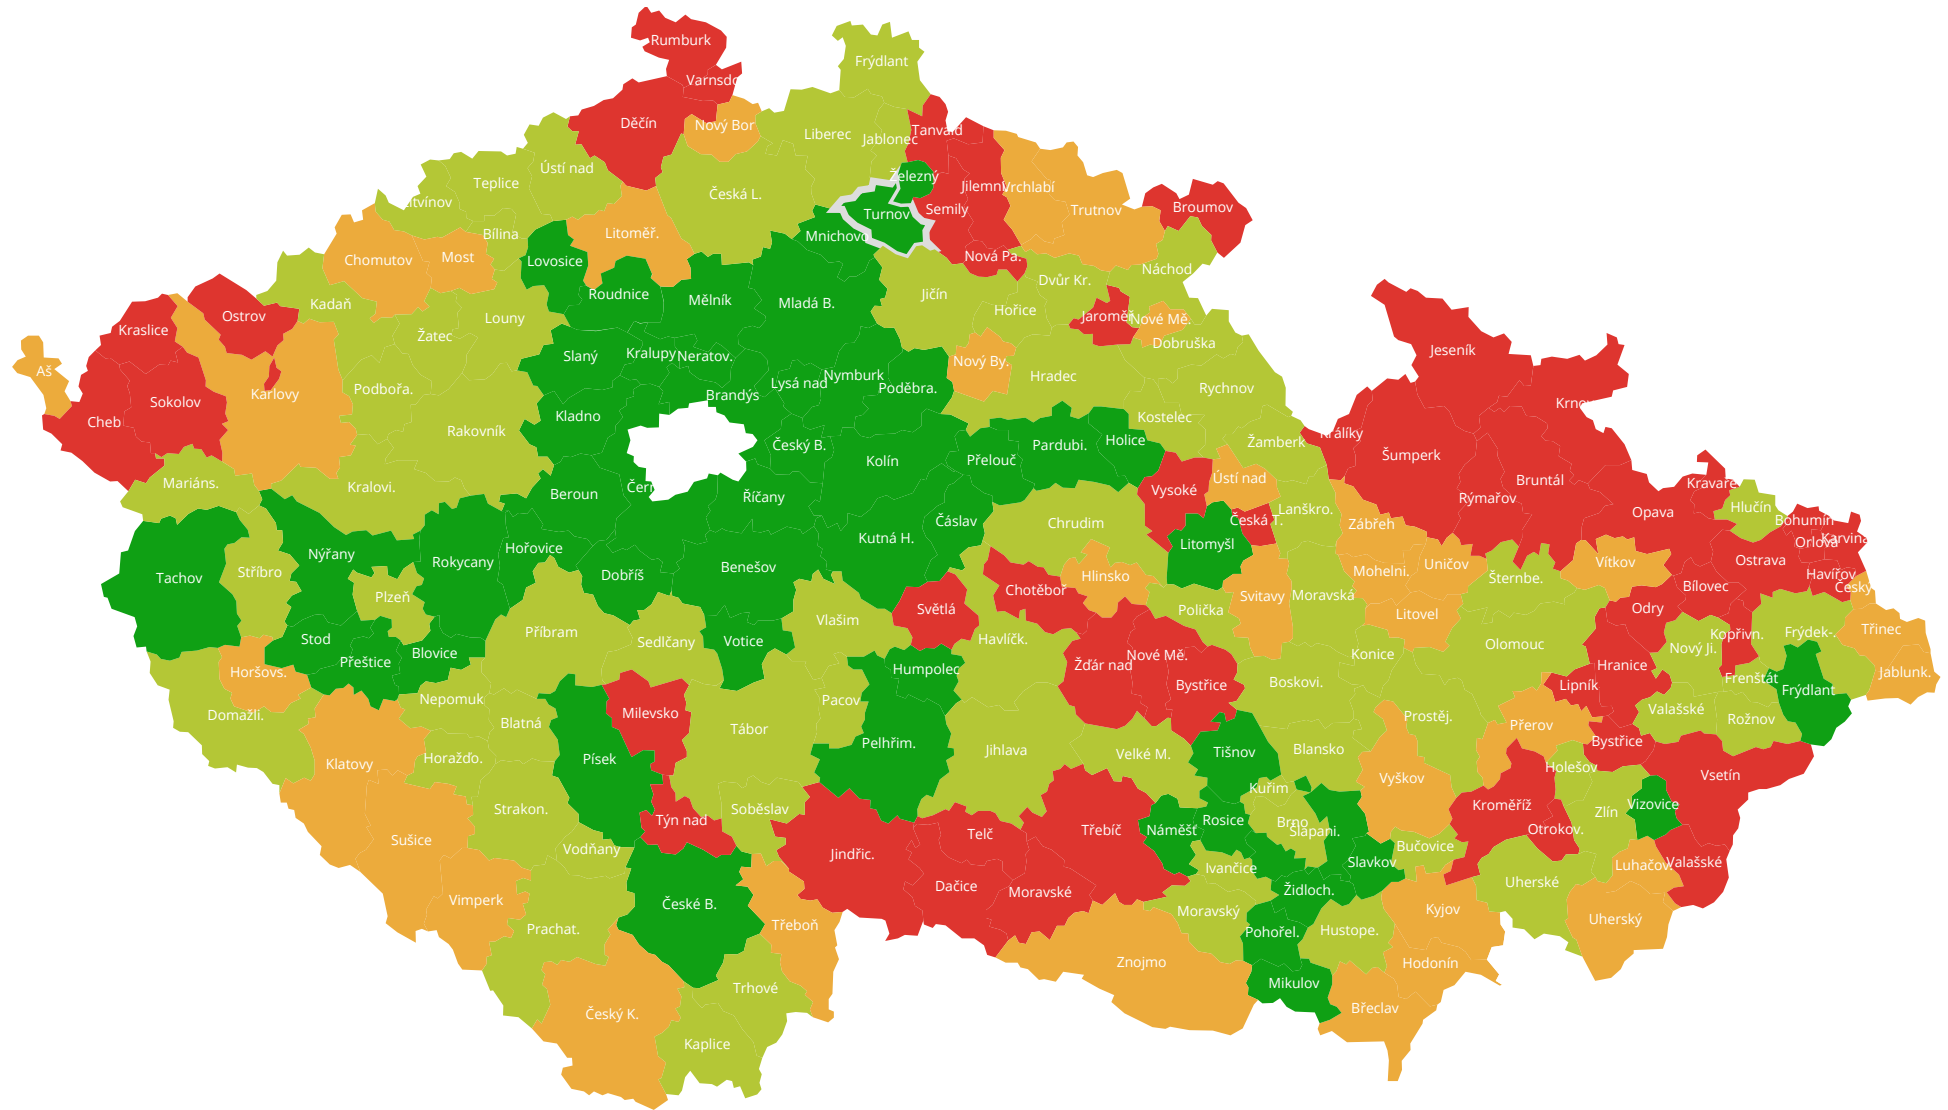 Rumburk
Varnsdo
Frýdlant
Děčín
Nový Bor
Liberec
Jablonec
Tanvald
Ústí nad
Teplice
Česká L.
Železný
Jilemni
Vrchlabí
Litvínov
Turnov
Semily
Trutnov
Broumov
Bílina
Litoměř.
Mnichovo
Chomutov
Most
Lovosice
Nová Pa.
Náchod
Kadaň
Roudnice
Mělník
Mladá B.
Jičín
Dvůr Kr.
Ostrov
Louny
Hořice
Jaroměř
Nové Mě.
Kraslice
Žatec
Dobruška
Aš
Slaný
Kralupy
Neratov.
Nový By.
Jeseník
Karlovy
Podbořa.
Brandýs
Lysá nad
Nymburk
Poděbra.
Hradec
Rychnov
Sokolov
Cheb
Rakovník
Kladno
Český B.
Kostelec
Krnov
Kolín
Přelouč
Pardubi.
Holice
Žamberk
Králíky
Šumperk
Marián​s.
Kralovi.
Beroun
Čern
Říčany
Vysoké
Ústí nad
Rýmařov
Bruntál
Kravaře
Čáslav
Chrudim
Česká T.
Lanškro.
Zábřeh
Opava
Hlučín
Bohumín
Nýřany
Hořovice
Kutná H.
Litomyšl
Orlová
Karviná
Tachov
Stříbro
Rokycany
Dobříš
Benešov
Chotěboř
Hlinsko
Mohelni.
Uničov
Šternbe.
Vítkov
Ostrava
Havířov
Český
Plzeň
Světlá
Polička
Svitavy
Moravská
Litovel
Odry
Bílovec
Stod
Příbram
Sedlčany
Votice
Vlašim
Havlíčk.
Olomouc
Kopřivn.
Frýdek-.
Třinec
Horšovs.
Přeštice
Blovice
Humpolec
Žďár nad
Nové Mě.
Konice
Hranice
Nový Ji.
Jablunk.
Domažli.
Nepomuk
Blatná
Milevsko
Pacov
Bystřice
Boskovi.
Lipník
Frenštát
Frýdlant
Klatovy
Horažďo.
Písek
Tábor
Pelhřim.
Jihlava
Velké M.
Tišnov
Blansko
Prostěj.
Přerov
Valašské
Rožnov
Bystřice
Strakon.
Soběslav
Kuřim
Vyškov
Holešov
Vsetín
Sušice
Vodňany
Týn nad
Jindřic.
Telč
Třebíč
Náměšť
Rosice
Brno
Šlapani.
Kroměříž
Zlín
Vizovice
Otrokov.
Vimperk
České B.
Dačice
Moravské
Ivančice
Slavkov
Bučovice
Uherské
Luhačov.
Valašské
Prachat.
Třeboň
Moravský
Židloch.
Kyjov
Uherský
Český K.
Trhové
Znojmo
Pohořel.
Hustope.
Hodonín
Kaplice
Mikulov
Břeclav